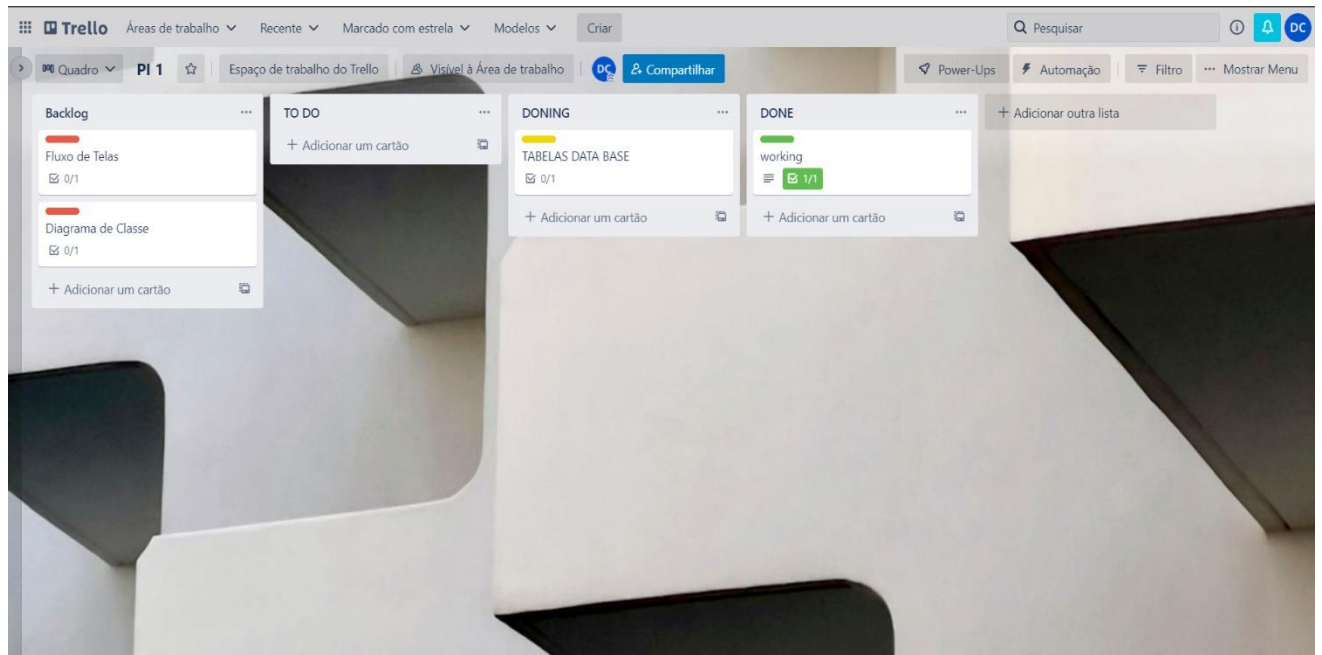 Trello Áreas de trabalho Recente Marcado com estrela Modelos Criar Pesquisar DC
Quadro PI 1 Espaço de trabalho do Trello Visível à Área de trabalho DC Compartilhar Power-Ups Automação Filtro ··· Mostrar Menu
Backlog
Fluxo de Telas
0/1
Diagrama de Classe
0/1
+ Adicionar um cartão
TO DO
+ Adicionar um cartão
DONING
TABELAS DATA BASE
0/1
+ Adicionar um cartão
DONE
working
1/1
+ Adicionar um cartão
+ Adicionar outra lista